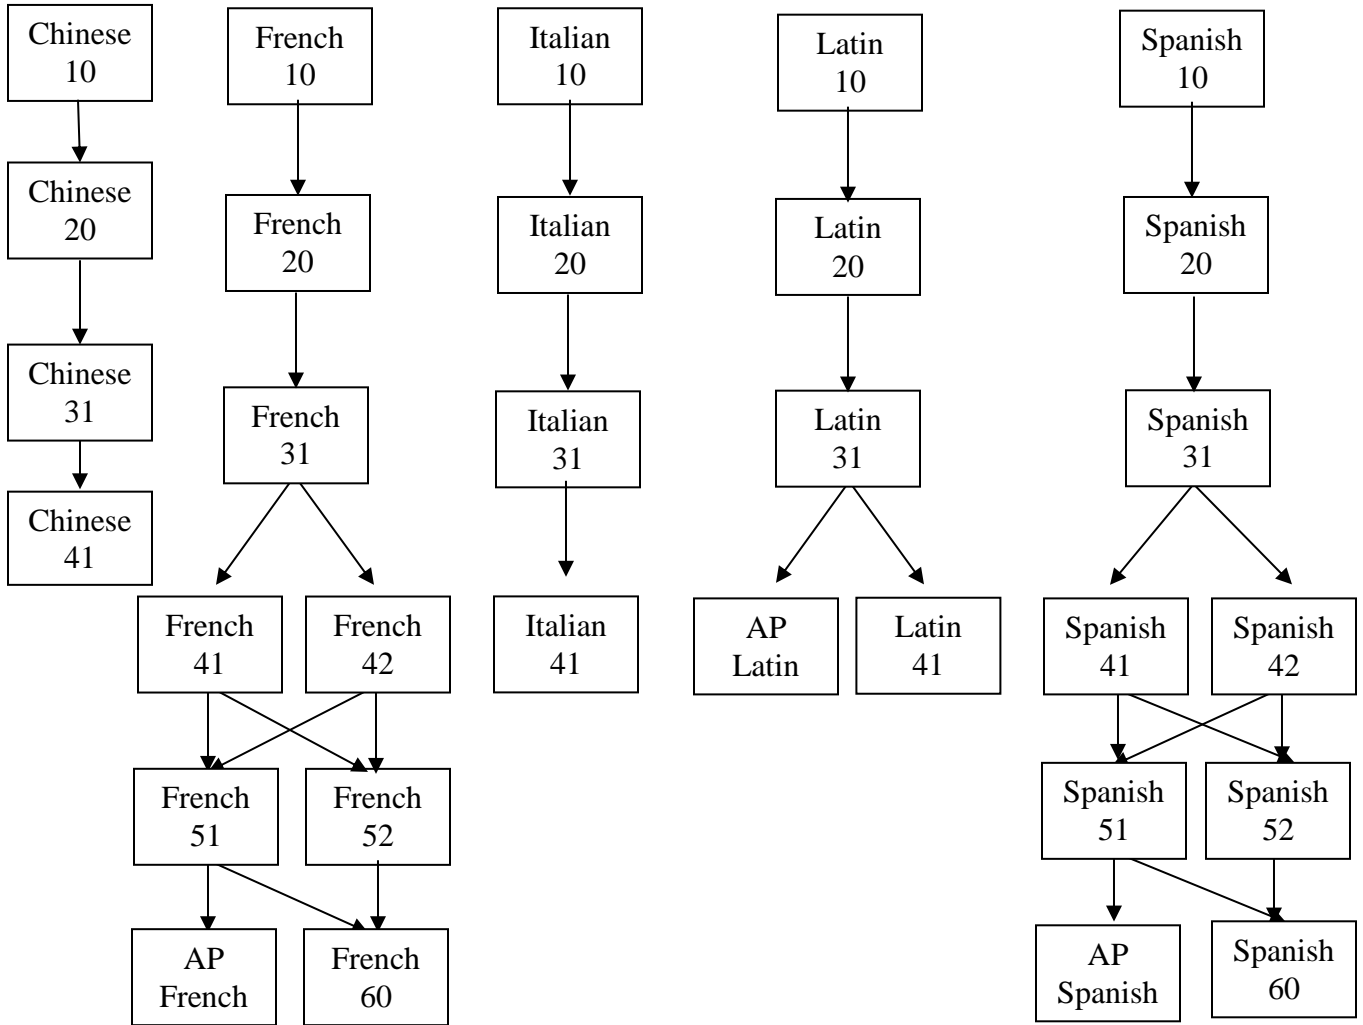 Chinese
10
French
10
Italian
10
Latin
10
Spanish
10
Chinese
20
French
20
Italian
20
Latin
20
Spanish
20
Chinese
31
French
31
Italian
31
Latin
31
Spanish
31
Chinese
41
French
41
French
42
Italian
41
AP
Latin
Latin
41
Spanish
41
Spanish
42
French
51
French
52
Spanish
51
Spanish
52
AP
French
French
60
AP
Spanish
Spanish
60